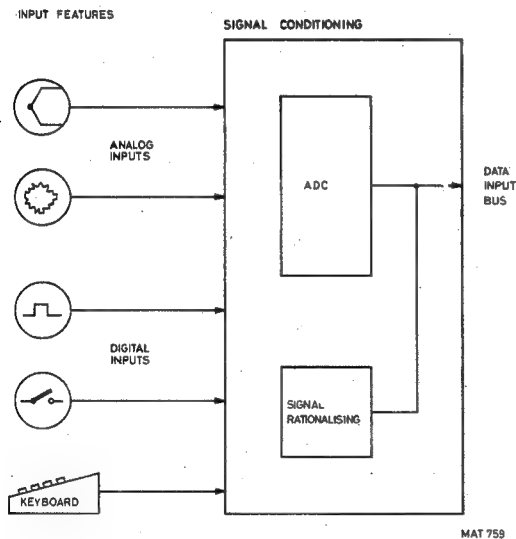 INPUT FEATURES
SIGNAL CONDITIONING
ANALOG
INPUTS
ADC
DATA
INPUT
BUS
DIGITAL
INPUTS
SIGNAL
RATIONALISING
KEYBOARD
MAT 759